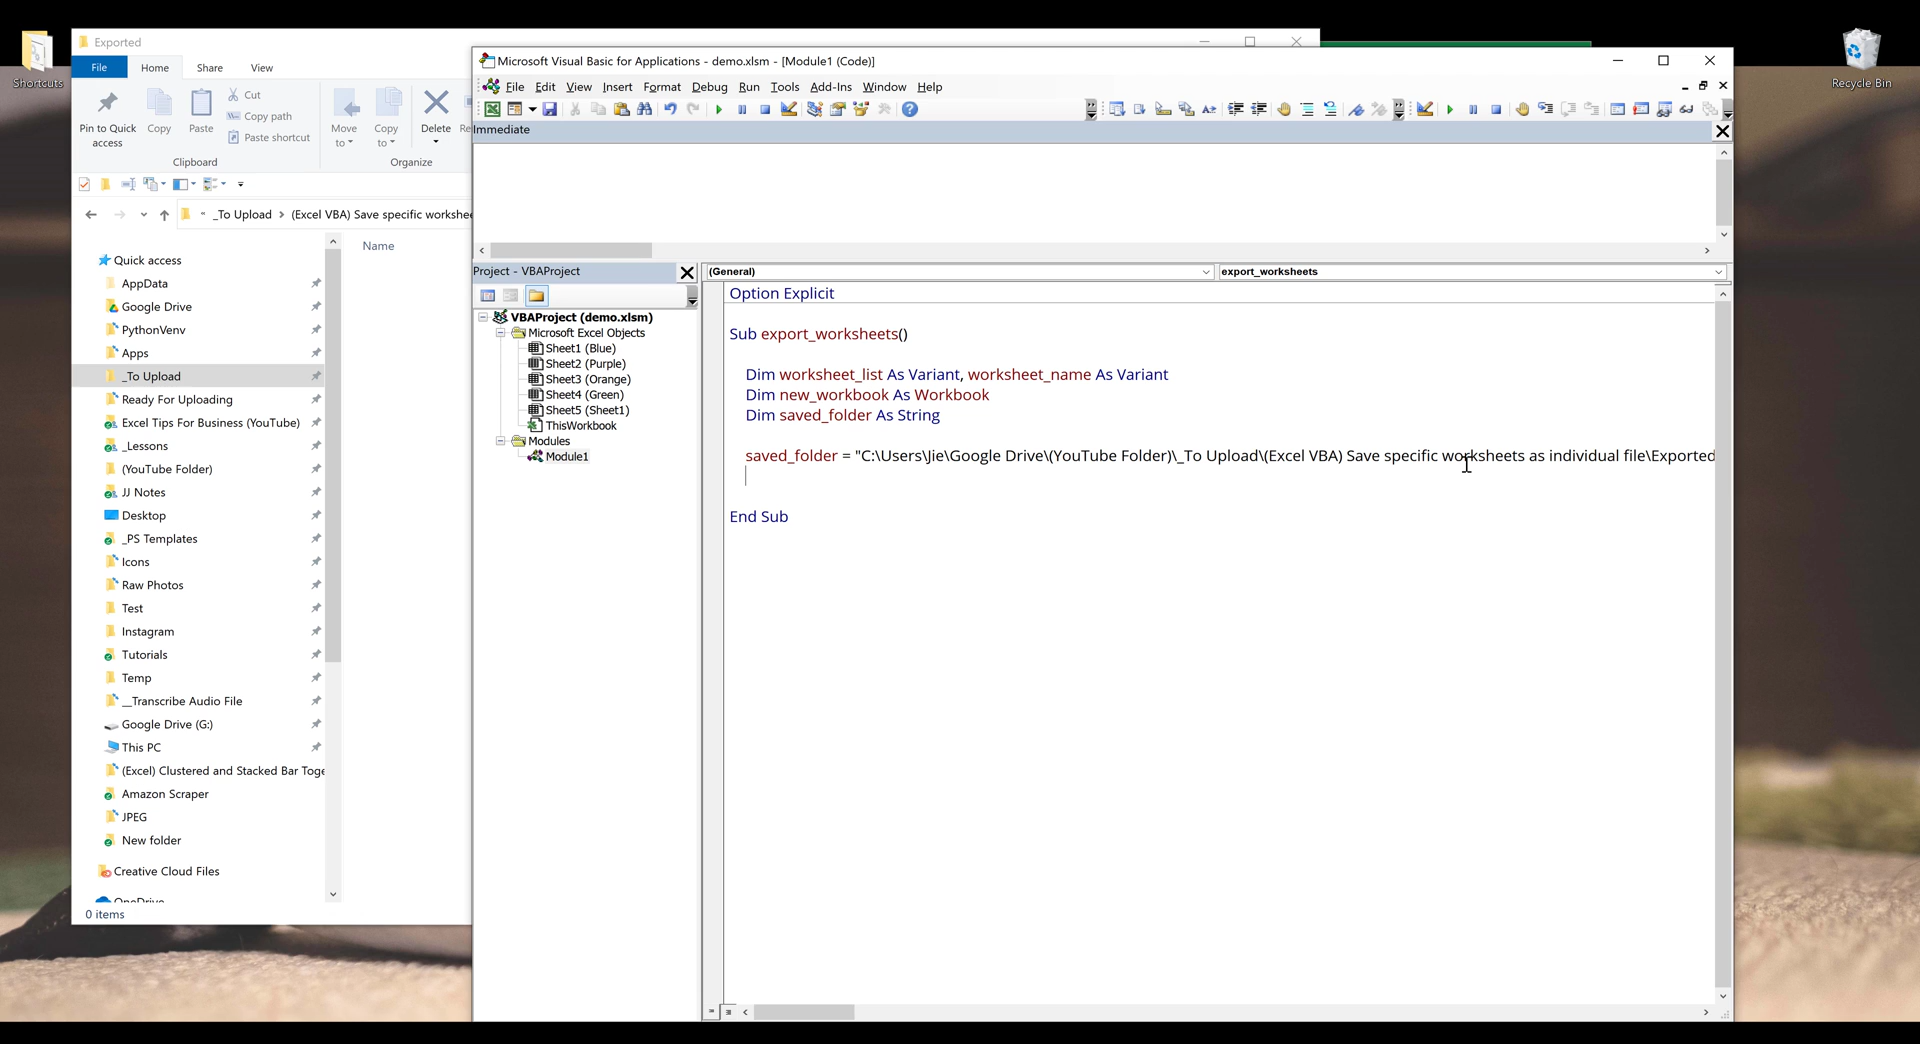 Shortcuts
Recycle Bin
Exported
File Home Share View
Pin to Quick access
Copy
Paste
Cut
Copy path
Paste shortcut
Clipboard
Move to
Copy to
Delete
Re
Organize
« _To Upload > (Excel VBA) Save specific workshee
Name
Quick access
AppData
Google Drive
PythonVenv
Apps
_To Upload
Ready For Uploading
Excel Tips For Business (YouTube)
_Lessons
(YouTube Folder)
JJ Notes
Desktop
_PS Templates
Icons
Raw Photos
Test
Instagram
Tutorials
Temp
__Transcribe Audio File
Google Drive (G:)
This PC
(Excel) Clustered and Stacked Bar Toge
Amazon Scraper
JPEG
New folder
Creative Cloud Files
OneDrive
0 items
Microsoft Visual Basic for Applications - demo.xlsm - [Module1 (Code)]
File Edit View Insert Format Debug Run Tools Add-Ins Window Help
Immediate
Project - VBAProject
VBAProject (demo.xlsm)
Microsoft Excel Objects
Sheet1 (Blue)
Sheet2 (Purple)
Sheet3 (Orange)
Sheet4 (Green)
Sheet5 (Sheet1)
ThisWorkbook
Modules
Module1
(General) export_worksheets
Option Explicit
Sub export_worksheets()
Dim worksheet_list As Variant, worksheet_name As Variant
Dim new_workbook As Workbook
Dim saved_folder As String
saved_folder = "C:\Users\Jie\Google Drive\(YouTube Folder)\_To Upload\(Excel VBA) Save specific worksheets as individual file\Exported
End Sub